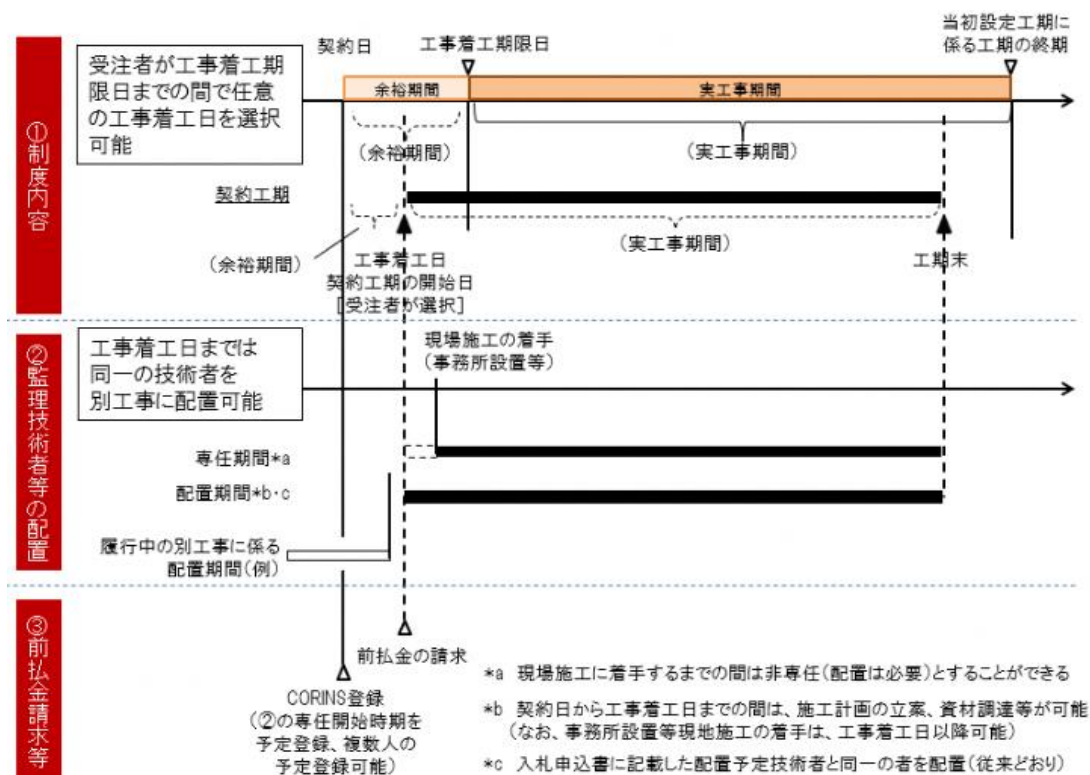 契約日
工事着工期限日
当初設定工期に
係る工期の終期
①制度内容
受注者が工事着工期
限日までの間で任意
の工事着工日を選択
可能
余裕期間
実工事期間
(余裕期間)
(実工事期間)
契約工期
(余裕期間)
(実工事期間)
工事着工日
契約工期の開始日
[受注者が選択]
工期末
②監理技術者等の配置
工事着工日までは
同一の技術者を
別工事に配置可能
現場施工の着手
(事務所設置等)
専任期間*a
配置期間*b・c
履行中の別工事に係る
配置期間(例)
③前払金請求等
前払金の請求
CORINS登録
(②の専任開始時期を
予定登録、複数人の
予定登録可能)
*a 現場施工に着手するまでの間は非専任(配置は必要)とすることができる
*b 契約日から工事着工日までの間は、施工計画の立案、資材調達等が可能
(なお、事務所設置等現地施工の着手は、工事着工日以降可能)
*c 入札申込書に記載した配置予定技術者と同一の者を配置(従来どおり)